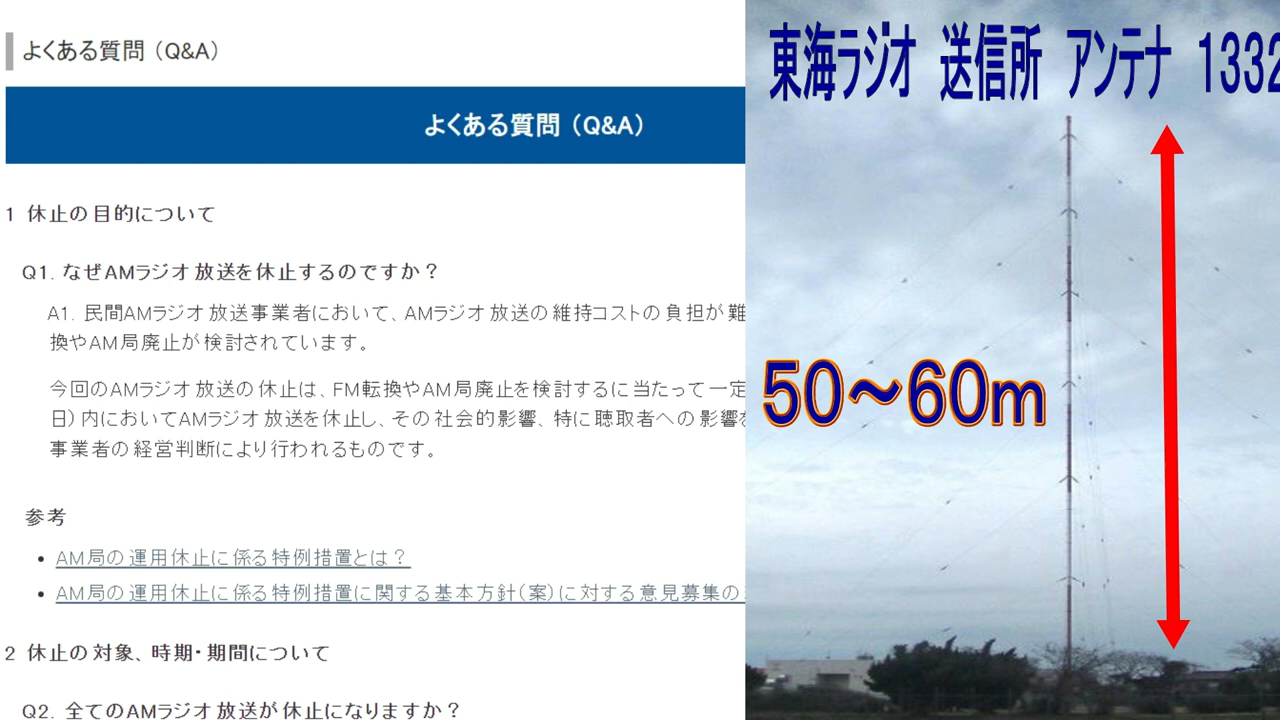 よくある質問（Q&A）
よくある質問（Q&A）
1 休止の目的について
Q1. なぜAMラジオ放送を休止するのですか？
A1. 民間AMラジオ放送事業者において、AMラジオ放送の維持コストの負担が難
換やAM局廃止が検討されています。
今回のAMラジオ放送の休止は、FM転換やAM局廃止を検討するに当たって一定
日）内においてAMラジオ放送を休止し、その社会的影響、特に聴取者への影響を
事業者の経営判断により行われるものです。
参考
AM局の運用休止に係る特例措置とは？
AM局の運用休止に係る特例措置に関する基本方針（案）に対する意見募集の
2 休止の対象、時期・期間について
Q2. 全てのAMラジオ放送が休止になりますか？
東海ラジオ 送信所 アンテナ 1332
50～60m